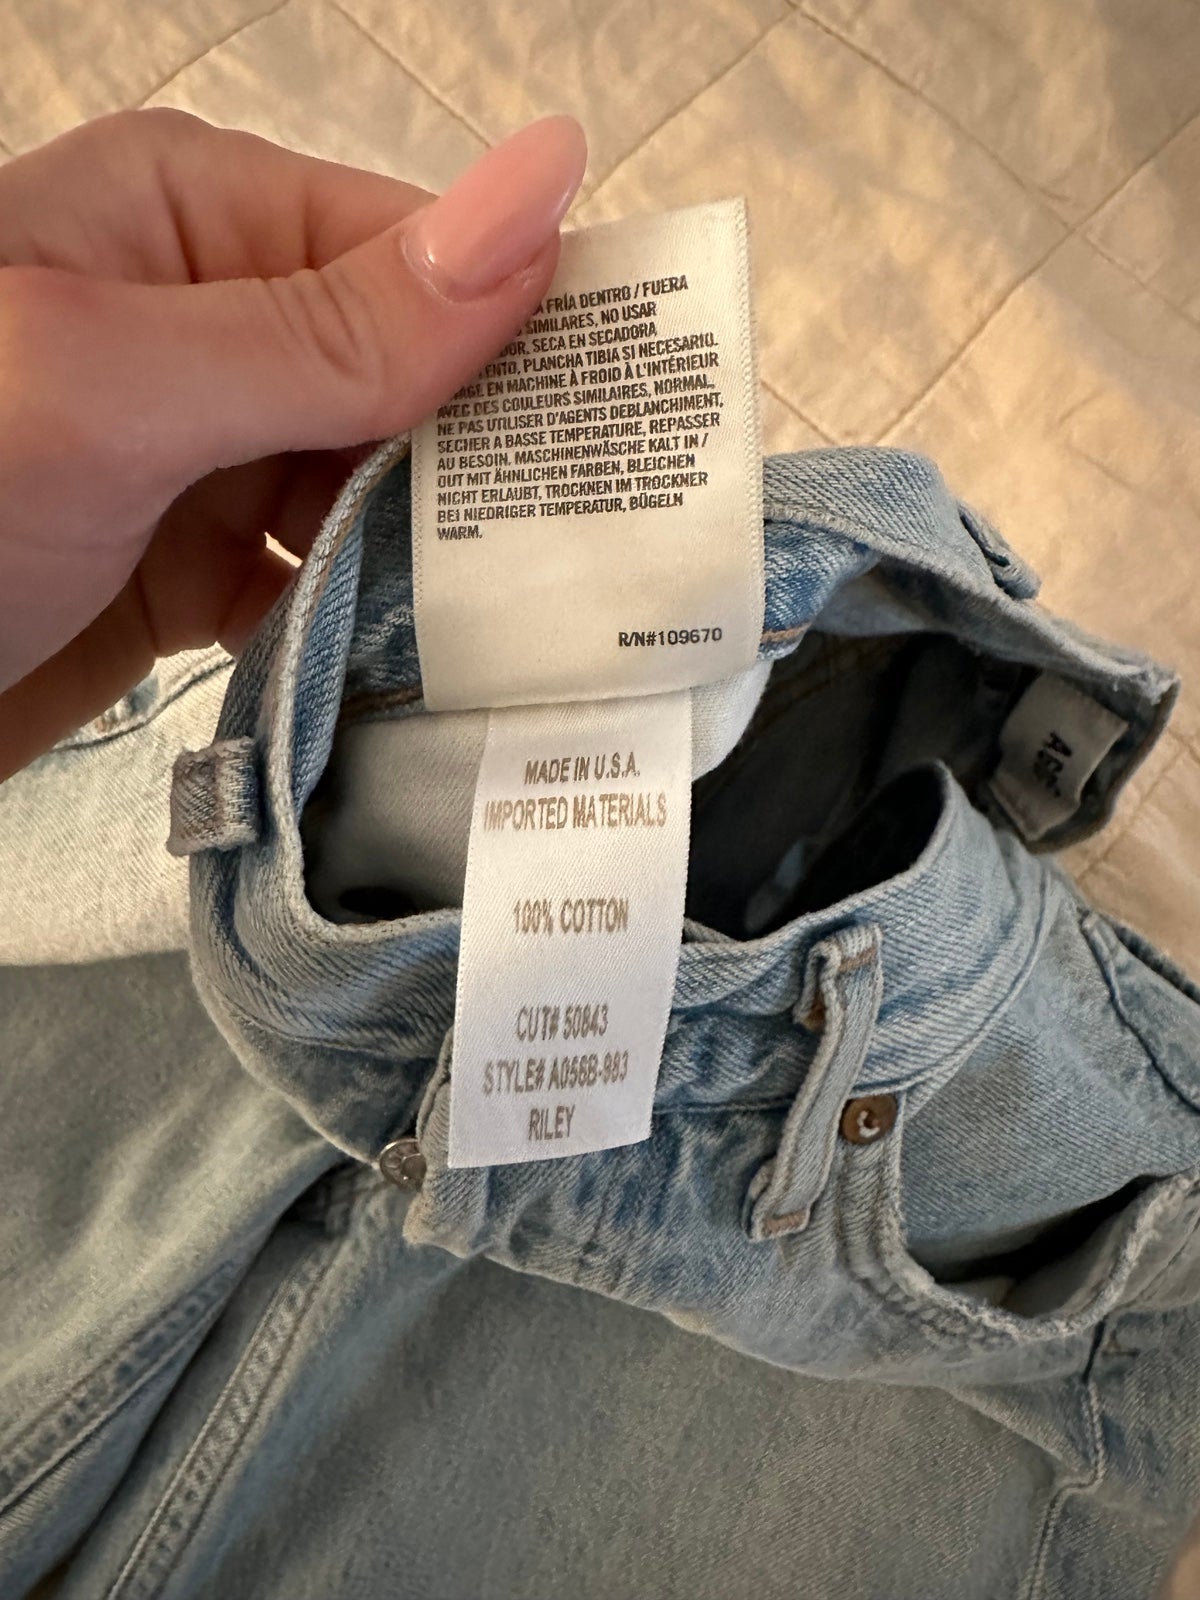 FRÍA DENTRO / FUERA
SIMILARES, NO USAR
SECA EN SECADORA
PLANCHA TIBIA SI NECESARIO.
EN MACHINE À FROID À L'INTÉRIEUR
AVEC DES COULEURS SIMILAIRES, NORMAL,
NE PAS UTILISER D'AGENTS DEBLANCHIMENT,
SECHER A BASSE TEMPERATURE, REPASSER
AU BESOIN. MASCHINENWÄSCHE KALT IN /
OUT MIT ÄHNLICHEN FARBEN, BLEICHEN
NICHT ERLAUBT, TROCKNEN IM TROCKNER
BEI NIEDRIGER TEMPERATUR, BÜGELN
WARM.
R/N#109670
MADE IN U.S.A.
IMPORTED MATERIALS
100% COTTON
CUT# 50843
STYLE# A056B-983
RILEY